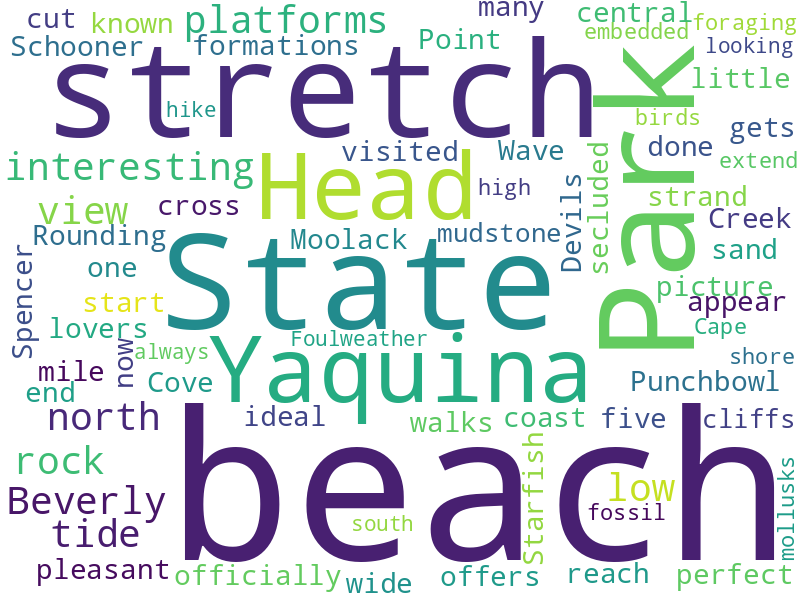 cut
known
platforms
many
central
Schooner
formations
Point
embedded
foraging
looking
stretch
Park
little
hike
birds
gets
interesting
Head
visited
Wave
done
extend
secluded
view
cross
high
Devils
strand
Creek
Rounding
Moolack
mudstone
sand
one
State
picture
Spencer
start
appear
lovers
Foulweather
Cape
now
always
Yaquina
shore
mile
Cove
Punchbowl
end
north
ideal
walks
coast
five
cliffs
beach
rock
Starfish
low
mollusks
Beverly
fossil
tide
south
pleasant
officially
wide
offers
reach
perfect